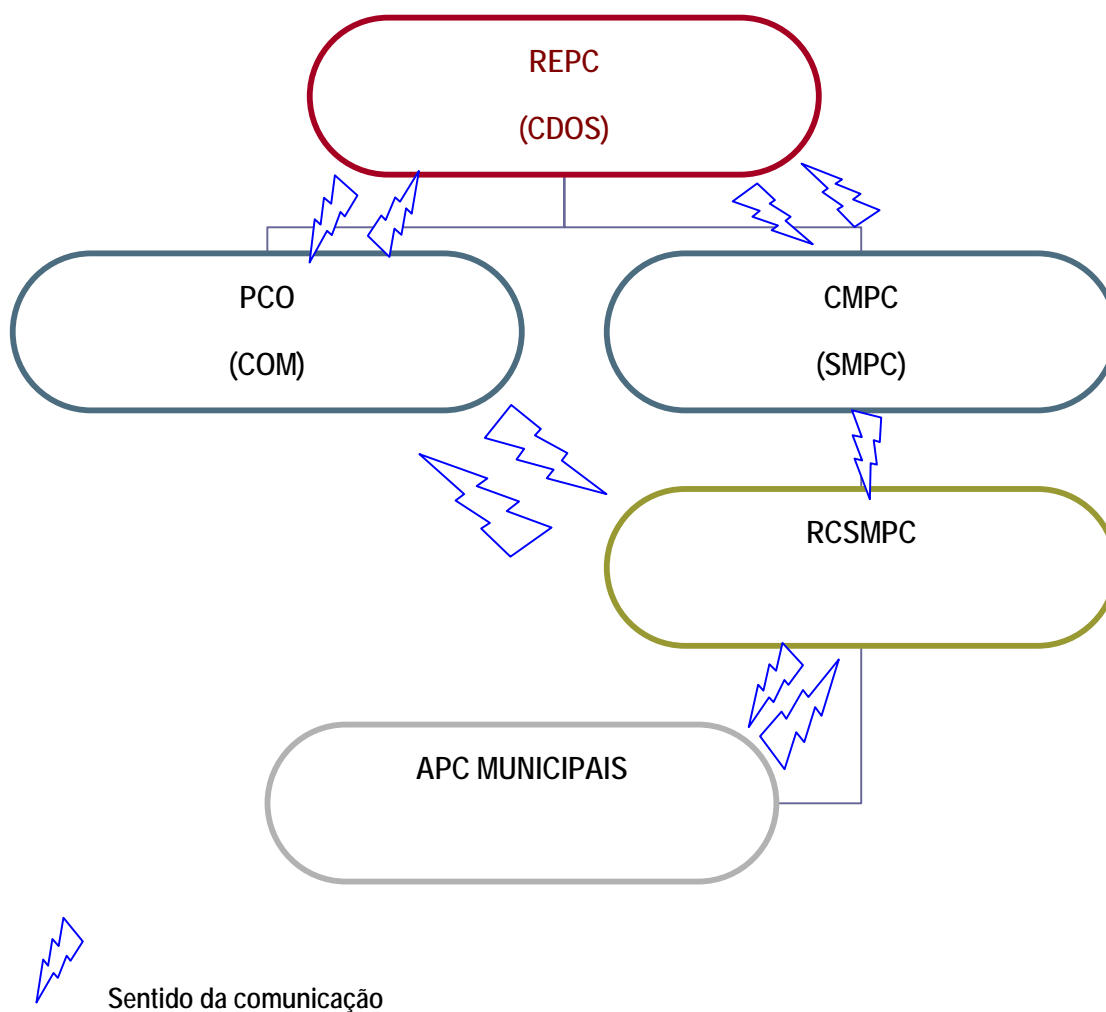 REPC
(CDOS)
PCO
(COM)
CMPC
(SMPC)
RCSMPC
APC MUNICIPAIS
Sentido da comunicação